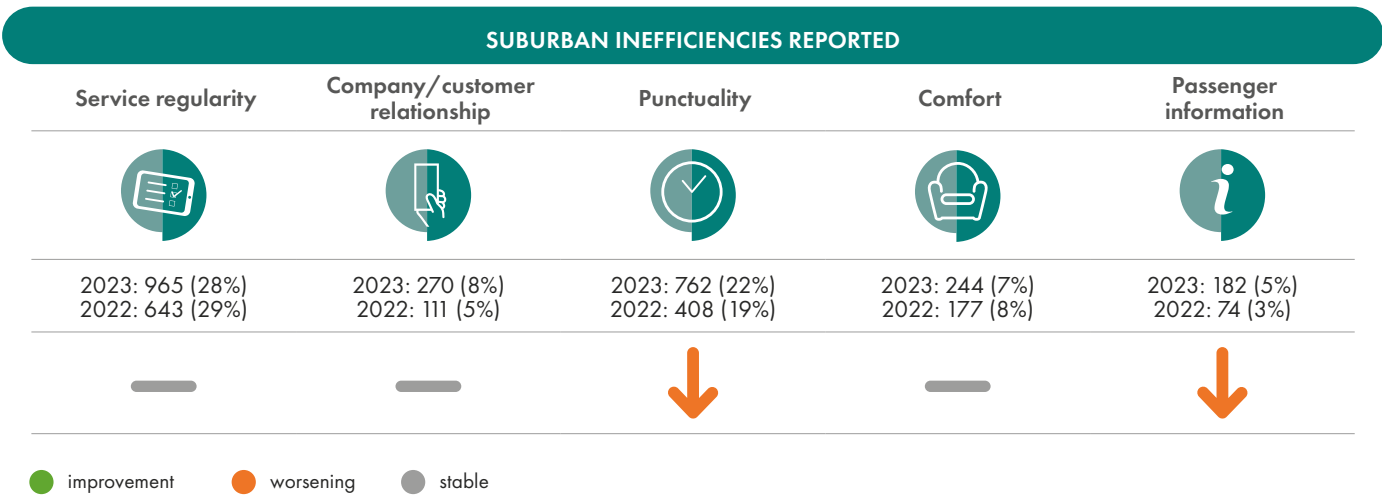 SUBURBAN INEFFICIENCIES REPORTED
Service regularity
Company/customer
relationship
Punctuality
Comfort
Passenger
information
2023: 965 (28%)
2022: 643 (29%)
2023: 270 (8%)
2022: 111 (5%)
2023: 762 (22%)
2022: 408 (19%)
2023: 244 (7%)
2022: 177 (8%)
2023: 182 (5%)
2022: 74 (3%)
improvement
worsening
stable